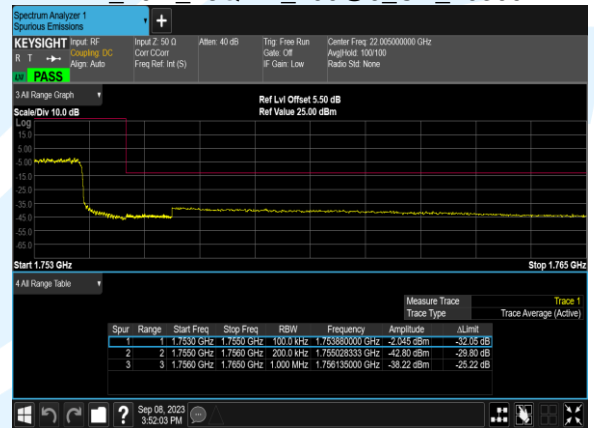 Spectrum Analyzer 1
Spurious Emissions
KEYSIGHT Input: RF Input Z: 50 Ω Atten: 40 dB Trig: Free Run Center Freq: 22.005000000 GHz
R T Coupling: DC Corr CCorr Gate: Off Avg|Hold: 100/100
Align: Auto Freq Ref: Int (S) IF Gain: Low Radio Std: None
LV PASS
3 All Range Graph
Ref Lvl Offset 5.50 dB
Scale/Div 10.0 dB Ref Value 25.00 dBm
Log
15.0
5.00
-5.00
-15.0
-25.0
-35.0
-45.0
-55.0
-65.0
Start 1.753 GHz Stop 1.765 GHz
4 All Range Table
Measure Trace Trace 1
Trace Type Trace Average (Active)
Spur Range Start Freq Stop Freq RBW Frequency Amplitude ΔLimit
1 1 1.7530 GHz 1.7550 GHz 100.0 kHz 1.753880000 GHz -2.045 dBm -32.05 dB
2 2 1.7550 GHz 1.7560 GHz 200.0 kHz 1.755028333 GHz -42.80 dBm -29.80 dB
3 3 1.7560 GHz 1.7650 GHz 1.000 MHz 1.756135000 GHz -38.22 dBm -25.22 dB
Sep 08, 2023
3:52:03 PM